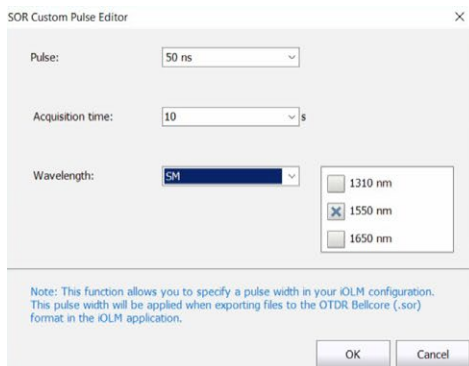 SOR Custom Pulse Editor
Pulse: 50 ns
Acquisition time: 10 s
Wavelength: SM
1310 nm
1550 nm
1650 nm
Note: This function allows you to specify a pulse width in your iOLM configuration.
This pulse width will be applied when exporting files to the OTDR Bellcore (.sor)
format in the iOLM application.
OK Cancel